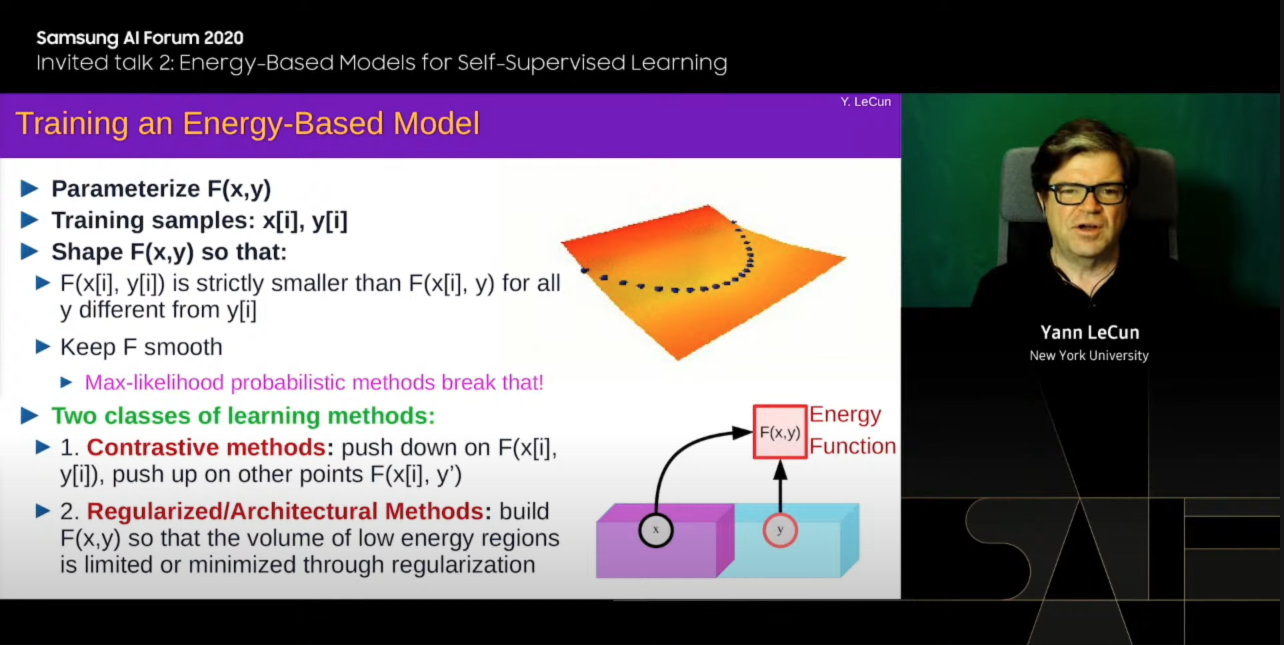 Samsung AI Forum 2020
Invited talk 2: Energy-Based Models for Self-Supervised Learning
Y. LeCun
Training an Energy-Based Model
Parameterize F(x,y)
Training samples: x[i], y[i]
Shape F(x,y) so that:
F(x[i], y[i]) is strictly smaller than F(x[i], y) for all
y different from y[i]
Keep F smooth
Max-likelihood probabilistic methods break that!
Two classes of learning methods:
1. Contrastive methods: push down on F(x[i],
y[i]), push up on other points F(x[i], y’)
2. Regularized/Architectural Methods: build
F(x,y) so that the volume of low energy regions
is limited or minimized through regularization
F(x,y)
Energy
Function
x
y
Yann LeCun
New York University